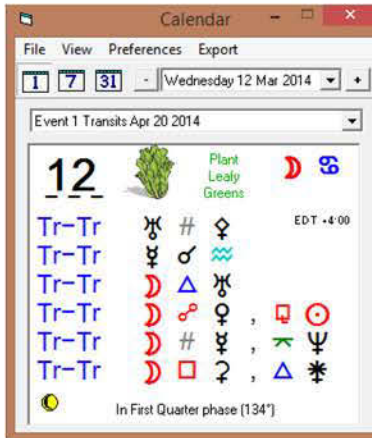 Calendar
File View Preferences Export
1 7 31 - Wednesday 12 Mar 2014 +
Event 1 Transits Apr 20 2014
12 Plant ☽ ♋
Lealy
Greens
EDT +4:00
Tr-Tr ♅ # ⚴
Tr-Tr ☿ ☌ ♒
Tr-Tr ☽ △ ♅
Tr-Tr ☽ ☍ ♀ , ⚼ ☉
Tr-Tr ☽ # ☿ , ⚻ ♆
Tr-Tr ☽ □ ⚳ , △ ⚵
In First Quarter phase (134°)